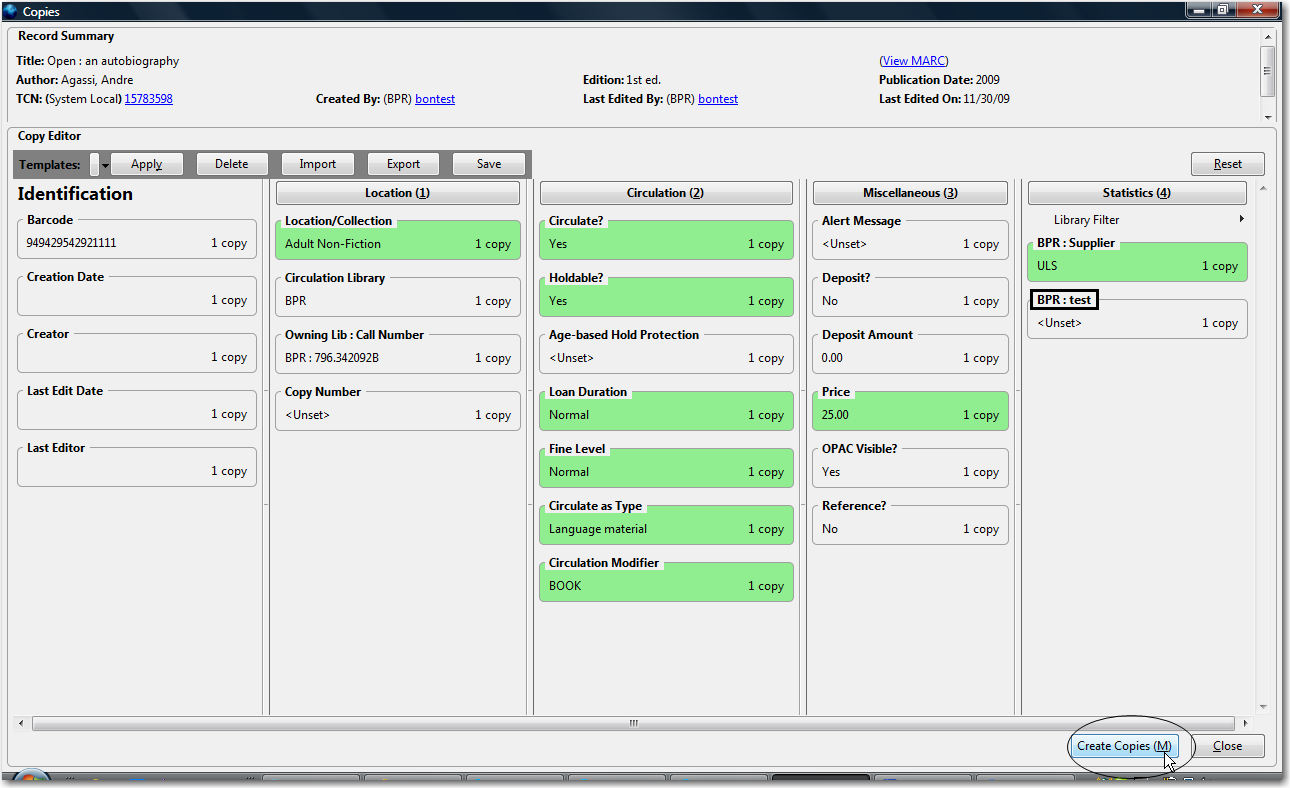 Copies
Record Summary
Title: Open : an autobiography
(View MARC)
Author: Agassi, Andre
Edition: 1st ed.
Publication Date: 2009
TCN: (System Local) 15783598
Created By: (BPR) bontest
Last Edited By: (BPR) bontest
Last Edited On: 11/30/09
Copy Editor
Templates:
Apply
Delete
Import
Export
Save
Reset
Identification
Barcode
949429542921111 1 copy
Creation Date
1 copy
Creator
1 copy
Last Edit Date
1 copy
Last Editor
1 copy
Location (1)
Location/Collection
Adult Non-Fiction 1 copy
Circulation Library
BPR 1 copy
Owning Lib : Call Number
BPR : 796.342092B 1 copy
Copy Number
<Unset> 1 copy
Circulation (2)
Circulate?
Yes 1 copy
Holdable?
Yes 1 copy
Age-based Hold Protection
<Unset> 1 copy
Loan Duration
Normal 1 copy
Fine Level
Normal 1 copy
Circulate as Type
Language material 1 copy
Circulation Modifier
BOOK 1 copy
Miscellaneous (3)
Alert Message
<Unset> 1 copy
Deposit?
No 1 copy
Deposit Amount
0.00 1 copy
Price
25.00 1 copy
OPAC Visible?
Yes 1 copy
Reference?
No 1 copy
Statistics (4)
Library Filter
BPR : Supplier
ULS 1 copy
BPR : test
<Unset> 1 copy
Create Copies (M)
Close